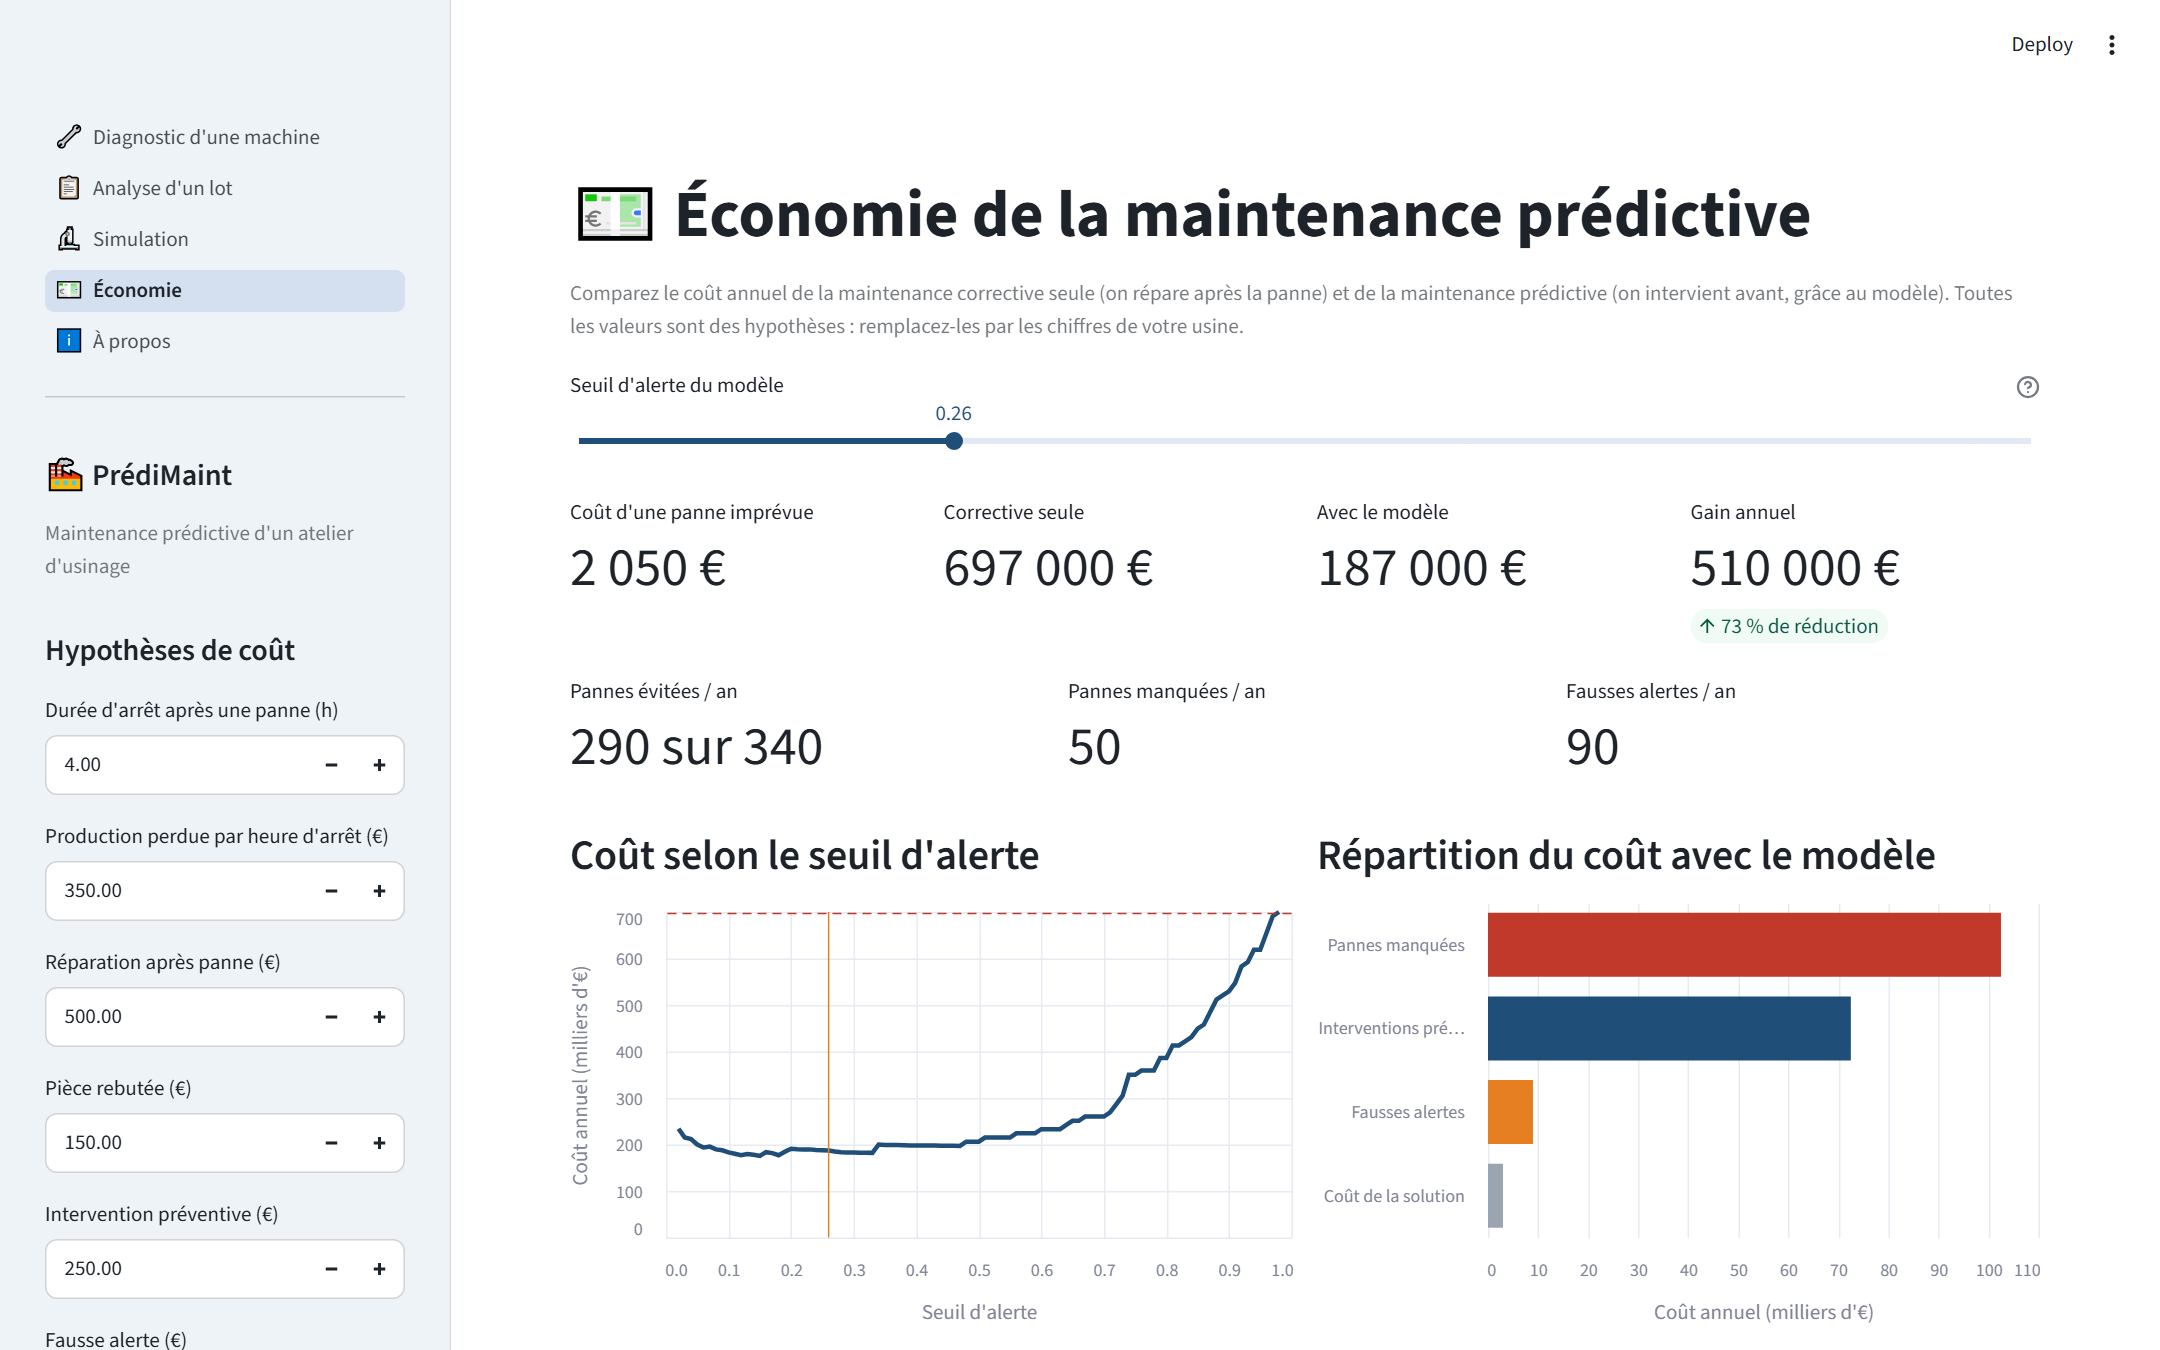 Deploy
Diagnostic d'une machine
Analyse d'un lot
Simulation
Économie
À propos
PrédiMaint
Maintenance prédictive d'un atelier
d'usinage
Hypothèses de coût
Durée d'arrêt après une panne (h)
4.00
Production perdue par heure d'arrêt (€)
350.00
Réparation après panne (€)
500.00
Pièce rebutée (€)
150.00
Intervention préventive (€)
250.00
Fausse alerte (€)
Économie de la maintenance prédictive
Comparez le coût annuel de la maintenance corrective seule (on répare après la panne) et de la maintenance prédictive (on intervient avant, grâce au modèle). Toutes
les valeurs sont des hypothèses : remplacez-les par les chiffres de votre usine.
Seuil d'alerte du modèle
0.26
Coût d'une panne imprévue
2 050 €
Corrective seule
697 000 €
Avec le modèle
187 000 €
Gain annuel
510 000 €
↑ 73 % de réduction
Pannes évitées / an
290 sur 340
Pannes manquées / an
50
Fausses alertes / an
90
Coût selon le seuil d'alerte
Coût annuel (milliers d'€)
700
600
500
400
300
200
100
0
0.0 0.1 0.2 0.3 0.4 0.5 0.6 0.7 0.8 0.9 1.0
Seuil d'alerte
Répartition du coût avec le modèle
Pannes manquées
Interventions pré…
Fausses alertes
Coût de la solution
0 10 20 30 40 50 60 70 80 90 100 110
Coût annuel (milliers d'€)